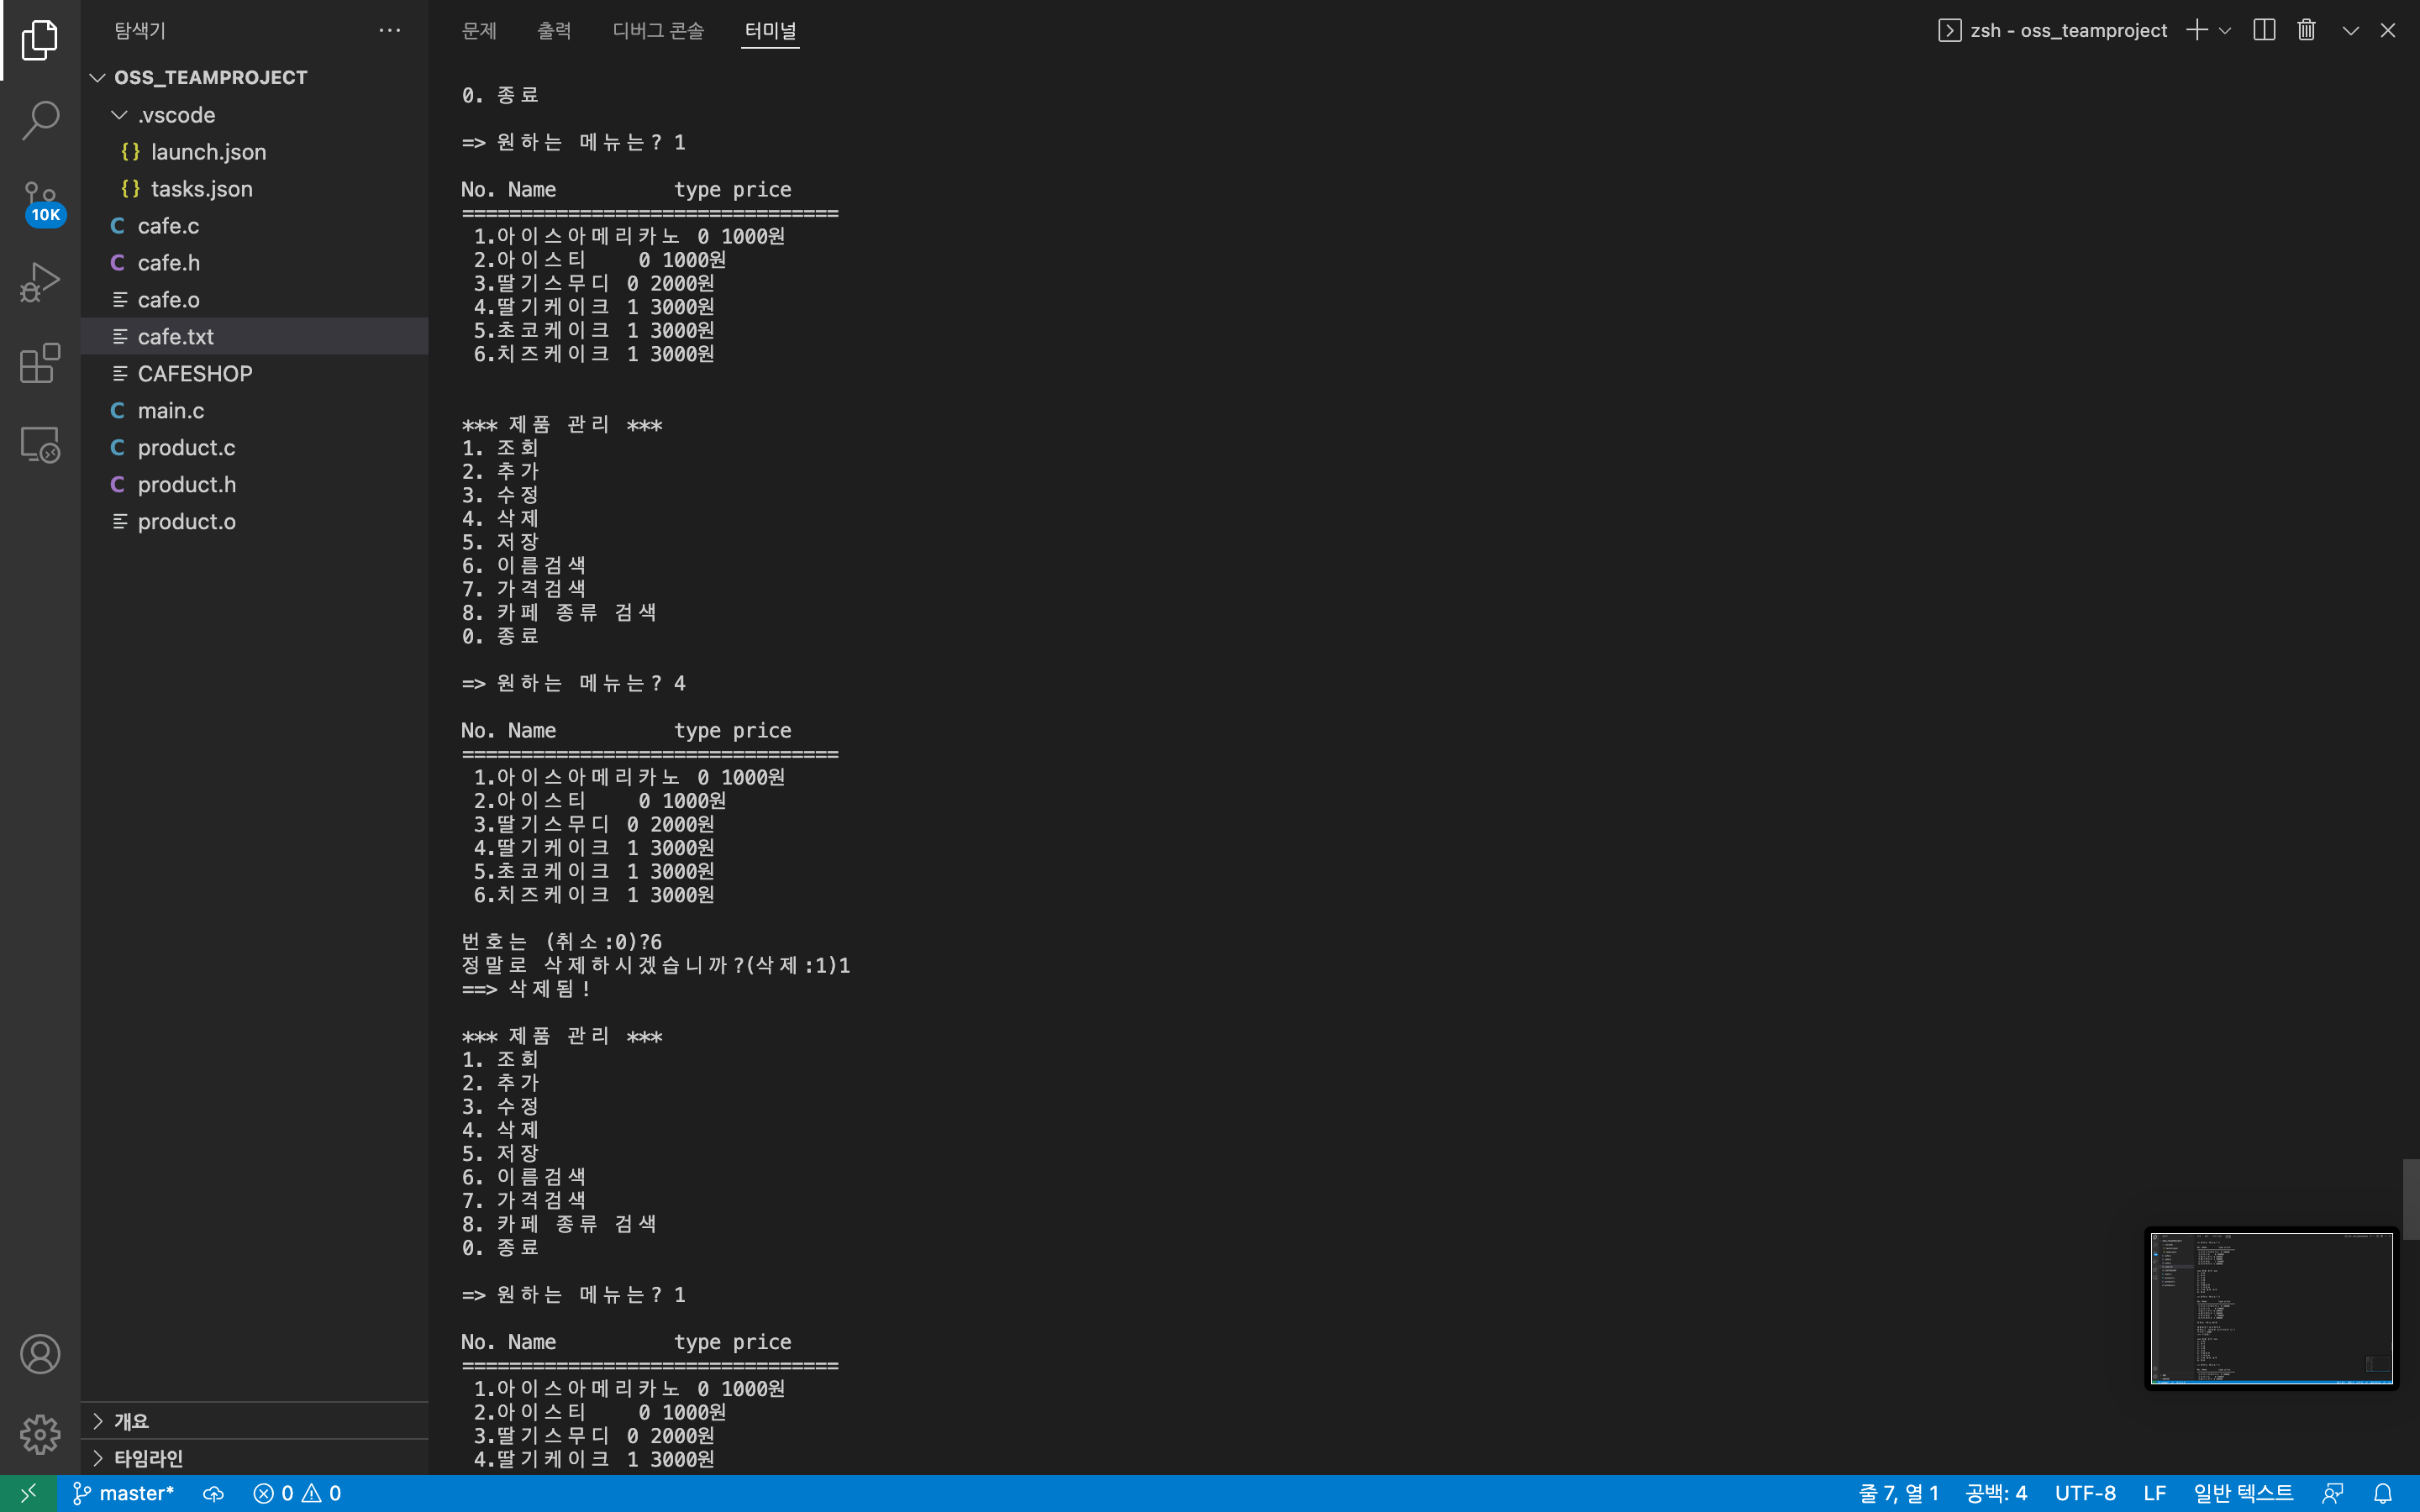 탐색기
OSS_TEAMPROJECT
.vscode
{} launch.json
{} tasks.json
C cafe.c
C cafe.h
cafe.o
cafe.txt
CAFESHOP
C main.c
C product.c
C product.h
product.o
10K
개요
타임라인
문제 출력 디버그 콘솔 터미널
zsh - oss_teamproject
0. 종료
=> 원하는 메뉴는? 1
No. Name type price
================================
1.아이스아메리카노 0 1000원
2.아이스티 0 1000원
3.딸기스무디 0 2000원
4.딸기케이크 1 3000원
5.초코케이크 1 3000원
6.치즈케이크 1 3000원
*** 제품 관리 ***
1. 조회
2. 추가
3. 수정
4. 삭제
5. 저장
6. 이름검색
7. 가격검색
8. 카페 종류 검색
0. 종료
=> 원하는 메뉴는? 4
No. Name type price
================================
1.아이스아메리카노 0 1000원
2.아이스티 0 1000원
3.딸기스무디 0 2000원
4.딸기케이크 1 3000원
5.초코케이크 1 3000원
6.치즈케이크 1 3000원
번호는 (취소:0)?6
정말로 삭제하시겠습니까?(삭제:1)1
==> 삭제됨!
*** 제품 관리 ***
1. 조회
2. 추가
3. 수정
4. 삭제
5. 저장
6. 이름검색
7. 가격검색
8. 카페 종류 검색
0. 종료
=> 원하는 메뉴는? 1
No. Name type price
================================
1.아이스아메리카노 0 1000원
2.아이스티 0 1000원
3.딸기스무디 0 2000원
4.딸기케이크 1 3000원
master* 0 0 줄 7, 열 1 공백: 4 UTF-8 LF 일반 텍스트